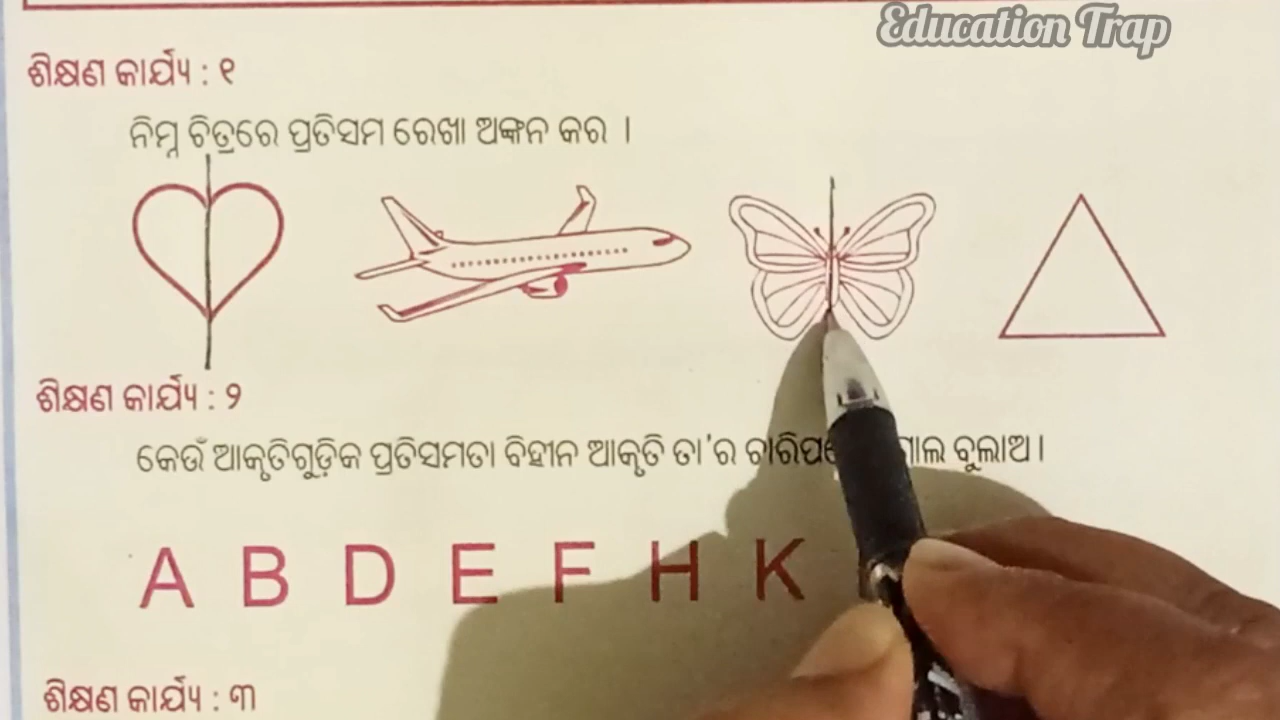 Education Trap
ଶିକ୍ଷଣ କାର୍ଯ୍ୟ : ୧
ନିମ୍ନ ଚିତ୍ରରେ ପ୍ରତିସମ ରେଖା ଅଙ୍କନ କର ।
ଶିକ୍ଷଣ କାର୍ଯ୍ୟ : ୨
କେଉଁ ଆକୃତିଗୁଡ଼ିକ ପ୍ରତିସମତା ବିହୀନ ଆକୃତି ତା'ର ବୁଲାଅ ।
A B D E F H K
ଶିକ୍ଷଣ କାର୍ଯ୍ୟ : ୩